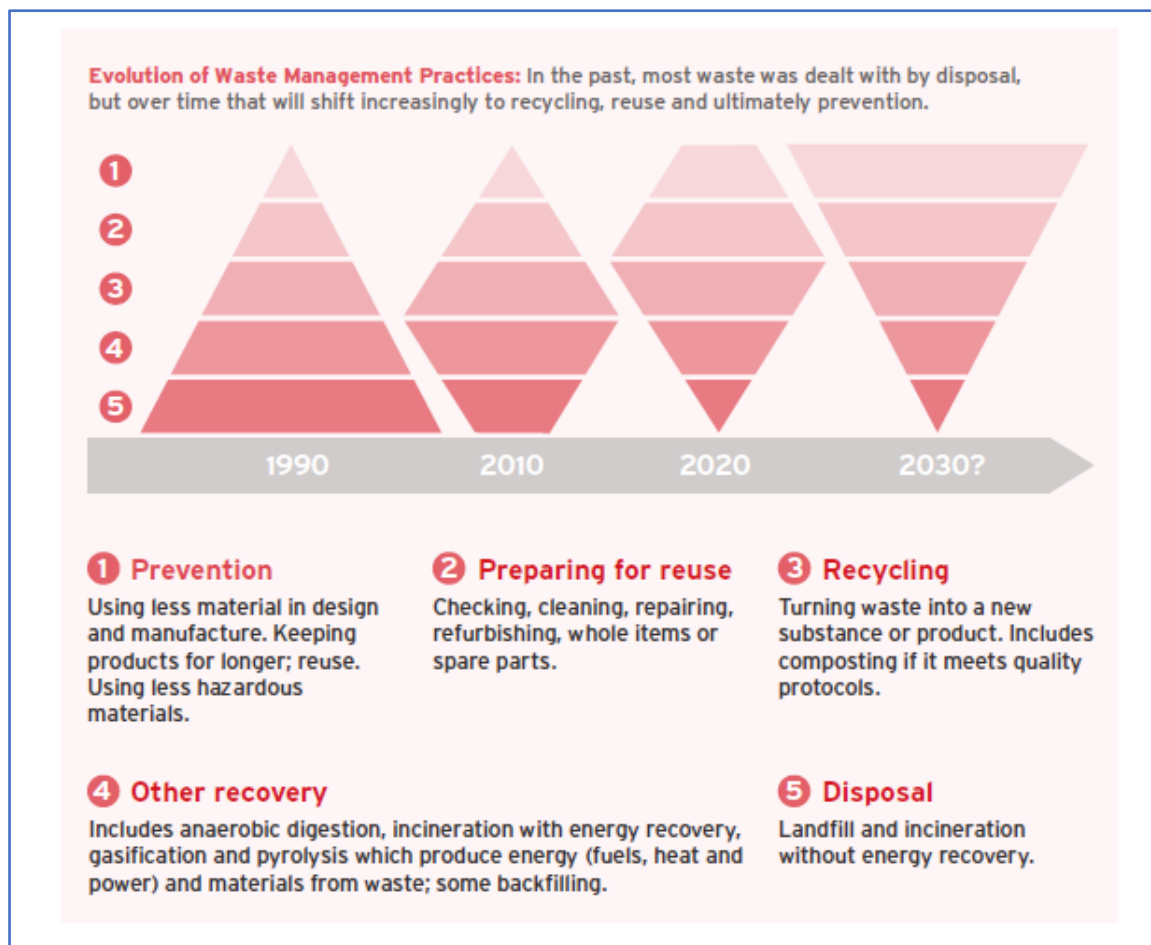 Evolution of Waste Management Practices: In the past, most waste was dealt with by disposal,
but over time that will shift increasingly to recycling, reuse and ultimately prevention.
1
2
3
4
5
1990 2010 2020 2030?
1 Prevention
Using less material in design
and manufacture. Keeping
products for longer; reuse.
Using less hazardous
materials.
2 Preparing for reuse
Checking, cleaning, repairing,
refurbishing, whole items or
spare parts.
3 Recycling
Turning waste into a new
substance or product. Includes
composting if it meets quality
protocols.
4 Other recovery
Includes anaerobic digestion, incineration with energy recovery,
gasification and pyrolysis which produce energy (fuels, heat and
power) and materials from waste; some backfilling.
5 Disposal
Landfill and incineration
without energy recovery.